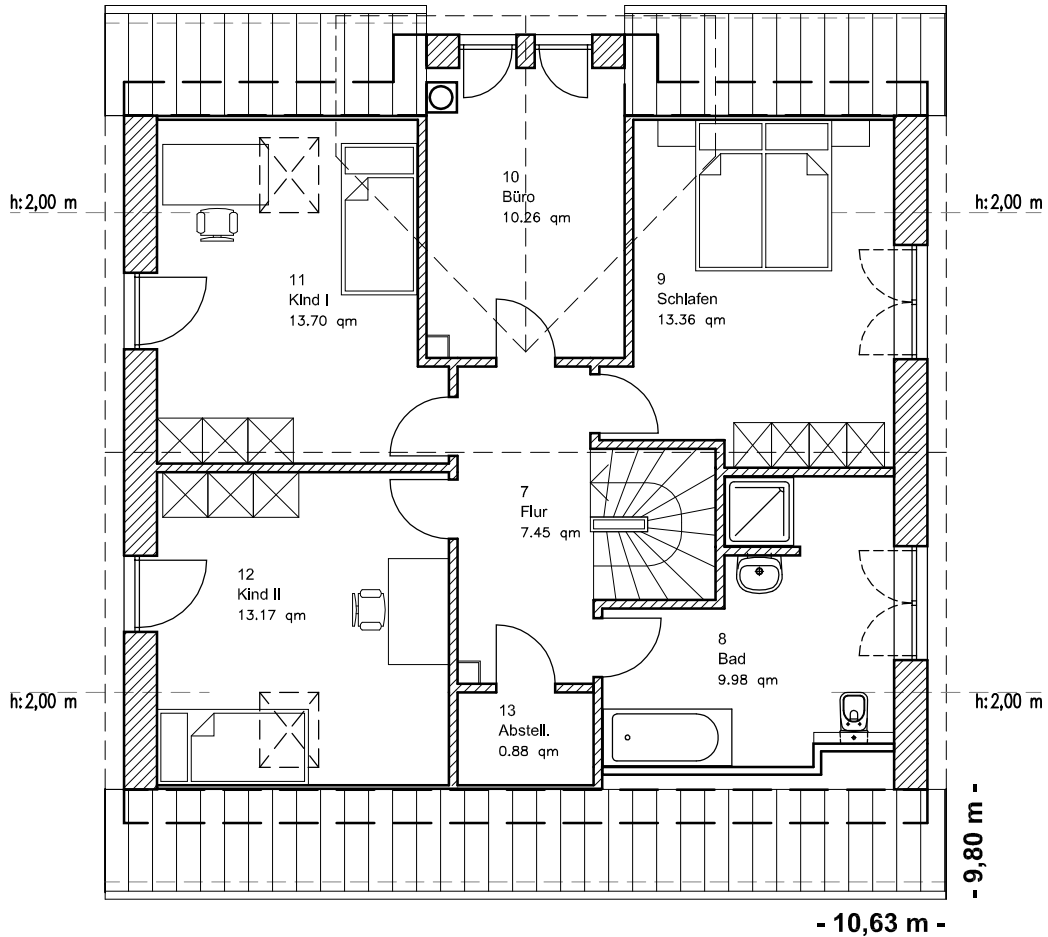 10
Büro
10.26 qm
h:2,00 m
h:2,00 m
11
Kind I
13.70 qm
9
Schlafen
13.36 qm
7
Flur
7.45 qm
12
Kind II
13.17 qm
8
Bad
9.98 qm
h:2,00 m
h:2,00 m
13
Abstell.
0.88 qm
- 9,80 m -
- 10,63 m -